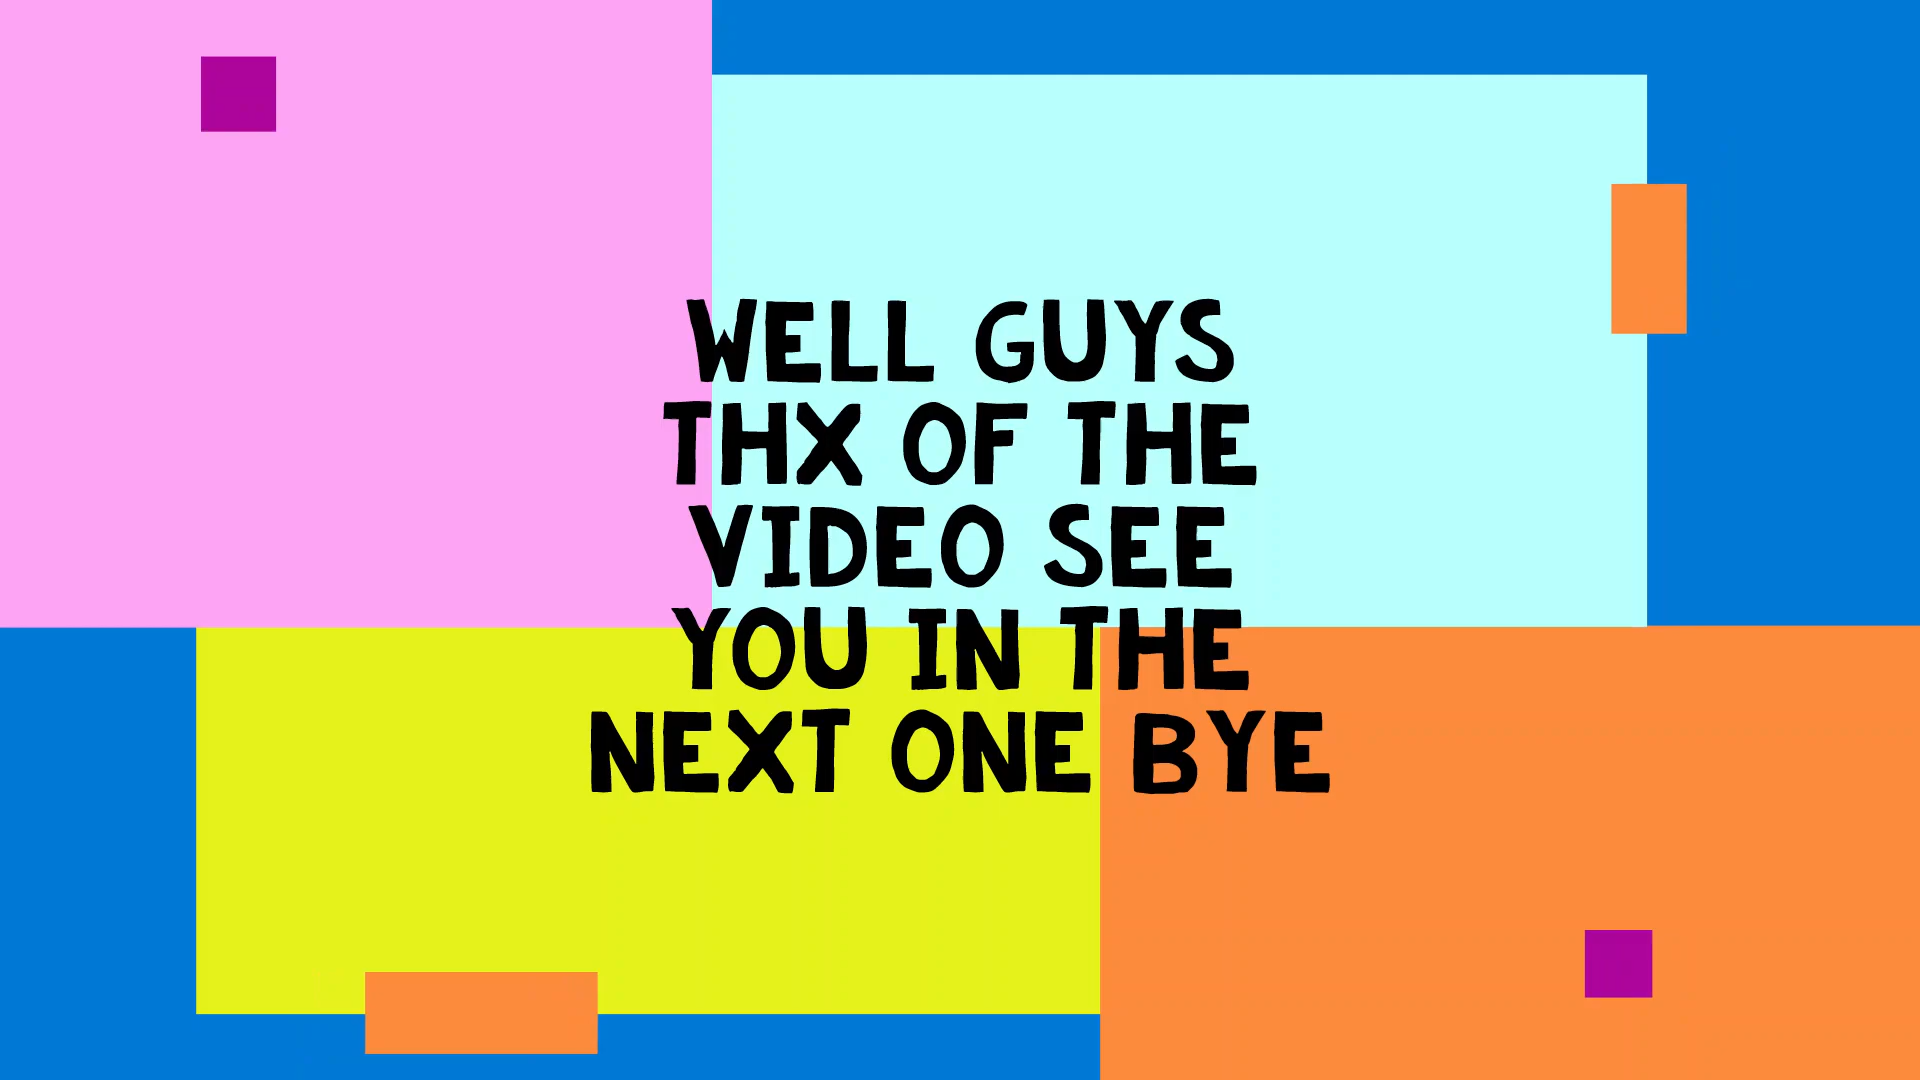 WELL GUYS
THX OF THE
VIDEO SEE
YOU IN THE
NEXT ONE BYE